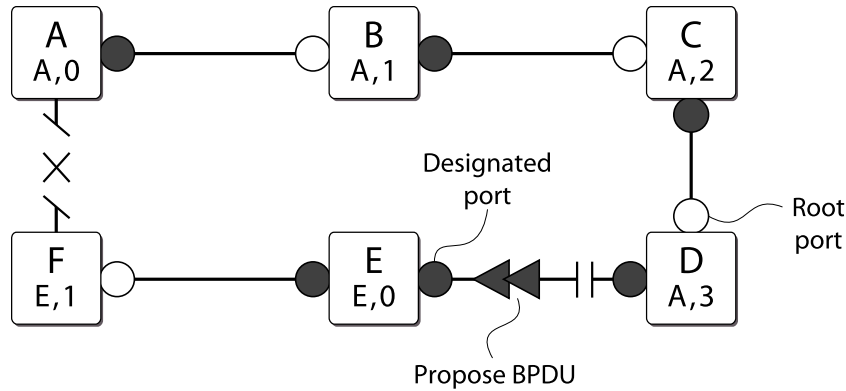 A
A,0
B
A,1
C
A,2
Designated
port
Root
port
F
E,1
E
E,0
D
A,3
Propose BPDU